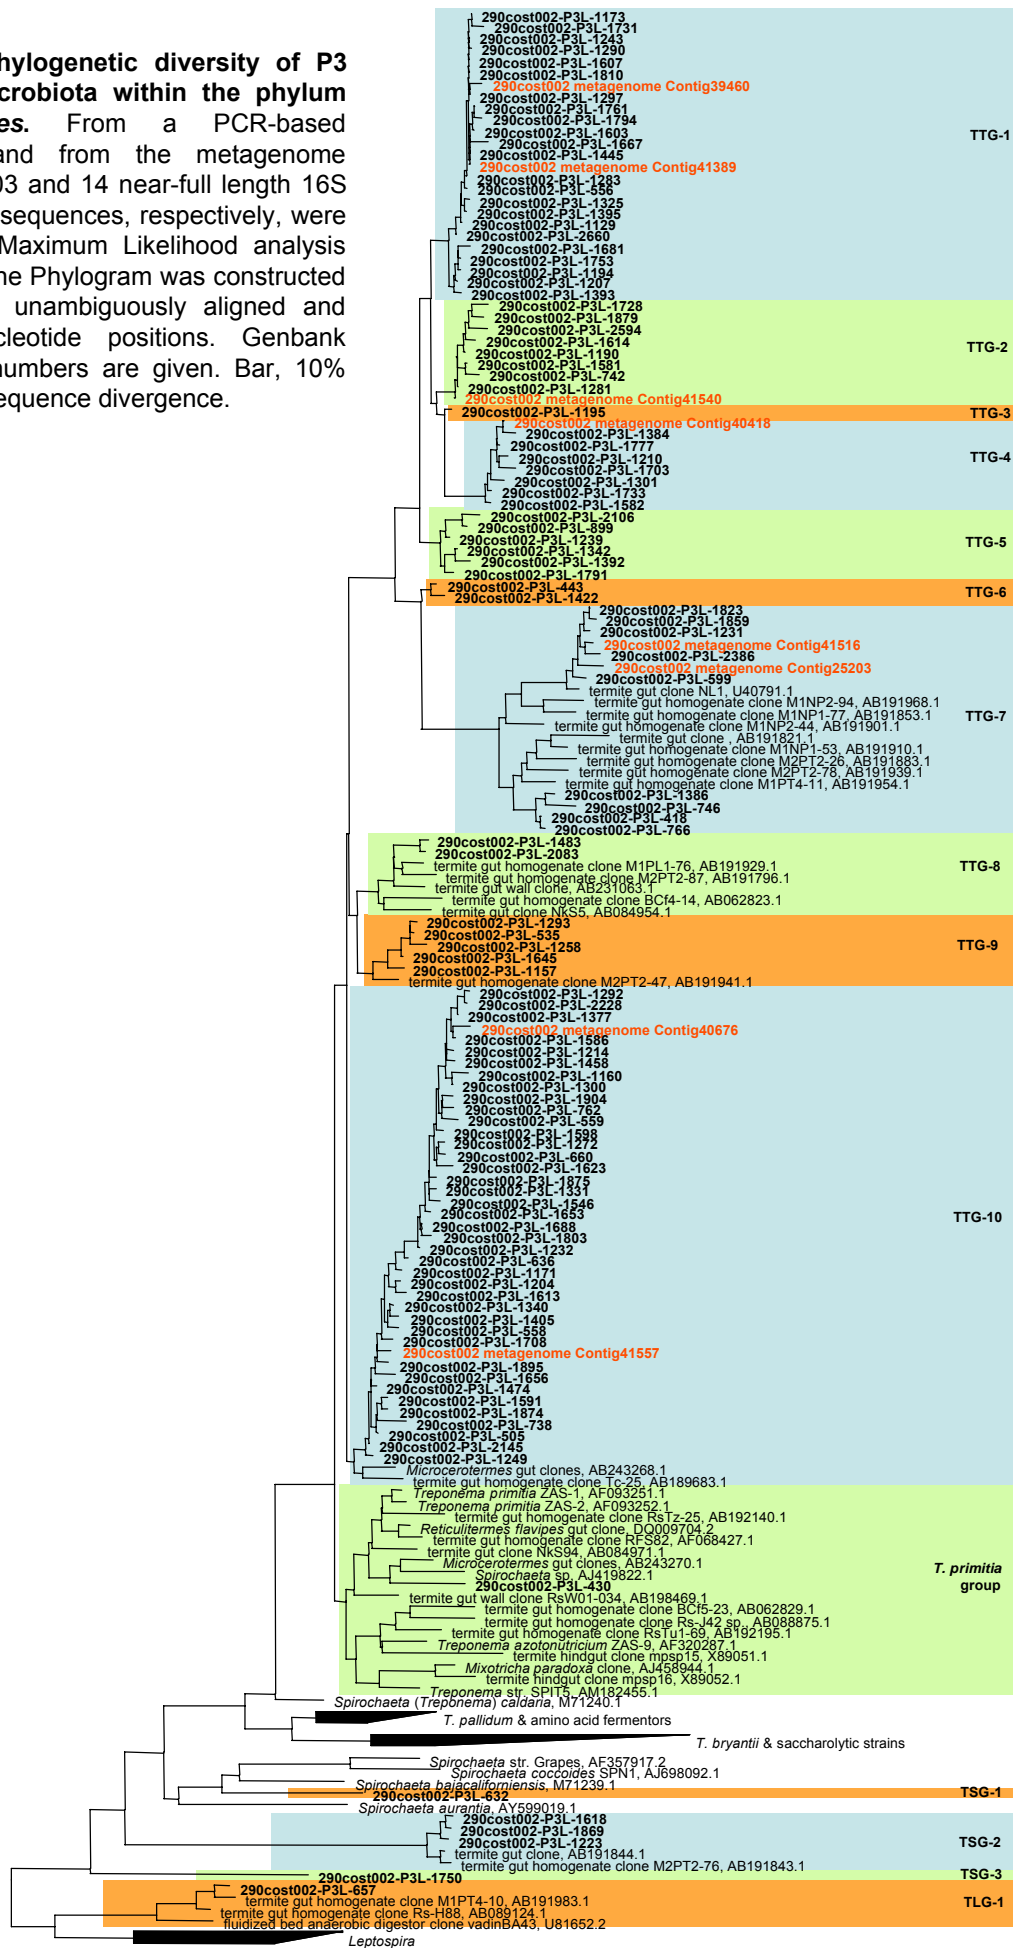 hylogenetic diversity of P3
crobiota within the phylum
es. From a PCR-based
and from the metagenome
03 and 14 near-full length 16S
sequences, respectively, were
Maximum Likelihood analysis
ne Phylogram was constructed
unambiguously aligned and
cleotide positions. Genbank
numbers are given. Bar, 10%
equence divergence.
290cost002-P3L-1173
290cost002-P3L-1731
290cost002-P3L-1243
290cost002-P3L-1290
290cost002-P3L-1607
290cost002-P3L-1810
290cost002 metagenome Contig39460
290cost002-P3L-1297
290cost002-P3L-1761
290cost002-P3L-1794
290cost002-P3L-1603
290cost002-P3L-1667
290cost002-P3L-1445
290cost002 metagenome Contig41389
290cost002-P3L-1283
290cost002-P3L-556
290cost002-P3L-1325
290cost002-P3L-1395
290cost002-P3L-1129
290cost002-P3L-2660
290cost002-P3L-1681
290cost002-P3L-1753
290cost002-P3L-1194
290cost002-P3L-1207
290cost002-P3L-1393
TTG-1
290cost002-P3L-1728
290cost002-P3L-1879
290cost002-P3L-2594
290cost002-P3L-1614
290cost002-P3L-1190
290cost002-P3L-1581
290cost002-P3L-742
290cost002-P3L-1281
290cost002 metagenome Contig41540
TTG-2
290cost002-P3L-1195
TTG-3
290cost002 metagenome Contig40418
290cost002-P3L-1384
290cost002-P3L-1777
290cost002-P3L-1210
290cost002-P3L-1703
290cost002-P3L-1301
290cost002-P3L-1733
290cost002-P3L-1582
TTG-4
290cost002-P3L-2106
290cost002-P3L-899
290cost002-P3L-1239
290cost002-P3L-1342
290cost002-P3L-1392
290cost002-P3L-1791
TTG-5
290cost002-P3L-443
290cost002-P3L-1422
TTG-6
290cost002-P3L-1823
290cost002-P3L-1859
290cost002-P3L-1231
290cost002 metagenome Contig41516
290cost002-P3L-2386
290cost002 metagenome Contig25203
290cost002-P3L-599
termite gut clone NL1, U40791.1
termite gut homogenate clone M1NP2-94, AB191968.1
termite gut homogenate clone M1NP1-77, AB191853.1
termite gut homogenate clone M1NP2-44, AB191901.1
termite gut clone , AB191821.1
termite gut homogenate clone M1NP1-53, AB191910.1
termite gut homogenate clone M2PT2-26, AB191883.1
termite gut homogenate clone M2PT2-78, AB191939.1
termite gut homogenate clone M1PT4-11, AB191954.1
290cost002-P3L-1386
290cost002-P3L-746
290cost002-P3L-418
290cost002-P3L-766
TTG-7
290cost002-P3L-1483
290cost002-P3L-2083
termite gut homogenate clone M1PL1-76, AB191929.1
termite gut homogenate clone M2PT2-87, AB191796.1
termite gut wall clone, AB231063.1
termite gut homogenate clone BCf4-14, AB062823.1
termite gut clone NkS5, AB084954.1
TTG-8
290cost002-P3L-1293
290cost002-P3L-535
290cost002-P3L-1258
290cost002-P3L-1645
290cost002-P3L-1157
termite gut homogenate clone M2PT2-47, AB191941.1
TTG-9
290cost002-P3L-1292
290cost002-P3L-2228
290cost002-P3L-1377
290cost002 metagenome Contig40676
290cost002-P3L-1586
290cost002-P3L-1214
290cost002-P3L-1458
290cost002-P3L-1160
290cost002-P3L-1300
290cost002-P3L-1904
290cost002-P3L-762
290cost002-P3L-559
290cost002-P3L-1598
290cost002-P3L-1272
290cost002-P3L-660
290cost002-P3L-1623
290cost002-P3L-1875
290cost002-P3L-1331
290cost002-P3L-1546
290cost002-P3L-1653
290cost002-P3L-1688
290cost002-P3L-1803
290cost002-P3L-1232
290cost002-P3L-636
290cost002-P3L-1171
290cost002-P3L-1204
290cost002-P3L-1613
290cost002-P3L-1340
290cost002-P3L-1405
290cost002-P3L-558
290cost002-P3L-1708
290cost002 metagenome Contig41557
290cost002-P3L-1895
290cost002-P3L-1656
290cost002-P3L-1474
290cost002-P3L-1591
290cost002-P3L-1874
290cost002-P3L-738
290cost002-P3L-505
290cost002-P3L-2145
290cost002-P3L-1249
Microcerotermes gut clones, AB243268.1
termite gut homogenate clone Tc-25, AB189683.1
TTG-10
Treponema primitia ZAS-1, AF093251.1
Treponema primitia ZAS-2, AF093252.1
termite gut homogenate clone RsTz-25, AB192140.1
Reticulitermes flavipes gut clone, DQ009704.2
termite gut homogenate clone RFS82, AF068427.1
termite gut clone NkS94, AB084971.1
Microcerotermes gut clones, AB243270.1
Spirochaeta sp, AJ419822.1
290cost002-P3L-430
termite gut wall clone RsW01-034, AB198469.1
termite gut homogenate clone BCf5-23, AB062829.1
termite gut homogenate clone Rs-J42 sp., AB088875.1
termite gut homogenate clone RsTu1-69, AB192195.1
Treponema azotonutricium ZAS-9, AF320287.1
termite hindgut clone mpsp15, X89051.1
Mixotricha paradoxa clone, AJ458944.1
termite hindgut clone mpsp16, X89052.1
Treponema str. SPIT5, AM182455.1
T. primitia
group
Spirochaeta (Treponema) caldaria, M71240.1
T. pallidum & amino acid fermentors
T. bryantii & saccharolytic strains
Spirochaeta str. Grapes, AF357917.2
Spirochaeta coccoides SPN1, AJ698092.1
Spirochaeta bajacaliforniensis, M71239.1
290cost002-P3L-632
TSG-1
Spirochaeta aurantia, AY599019.1
290cost002-P3L-1618
290cost002-P3L-1869
290cost002-P3L-1223
termite gut clone, AB191844.1
termite gut homogenate clone M2PT2-76, AB191843.1
TSG-2
290cost002-P3L-1750
TSG-3
290cost002-P3L-657
termite gut homogenate clone M1PT4-10, AB191983.1
termite gut homogenate clone Rs-H88, AB089124.1
fluidized bed anaerobic digestor clone vadinBA43, U81652.2
TLG-1
Leptospira